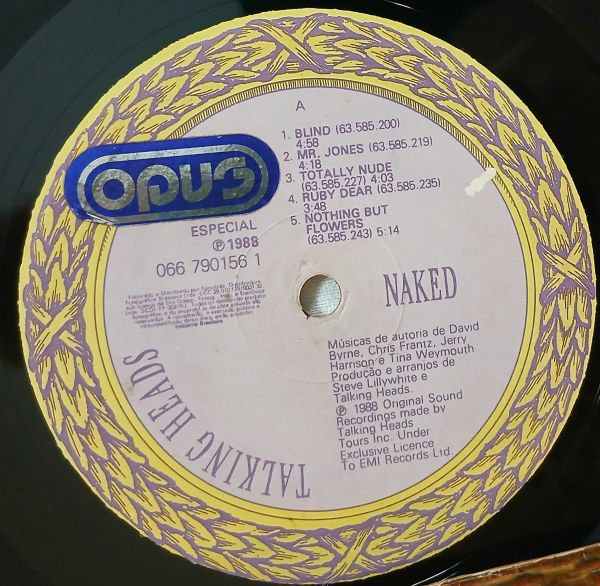 A
1. BLIND (63.585.200)
4:58
2. MR. JONES (63.585.219)
4:18
3. TOTALLY NUDE
(63.585.227) 4:03
4. RUBY DEAR (63.585.235)
3:48
5. NOTHING BUT
FLOWERS
(63.585.243) 5:14
OPUS
ESPECIAL
℗ 1988
066 790156 1
Indústria Brasileira
NAKED
TALKING HEADS
Músicas de autoria de David
Byrne, Chris Frantz, Jerry
Harrison e Tina Weymouth
Produção e arranjos de
Steve Lillywhite e
Talking Heads.
℗ 1988 Original Sound
Recordings made by
Talking Heads
Tours Inc. Under
Exclusive Licence
To EMI Records Ltd.